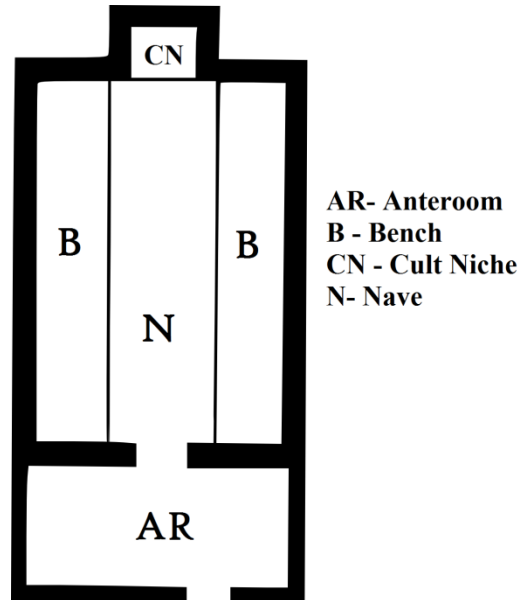 CN
B
B
N
AR
AR- Anteroom
B - Bench
CN - Cult Niche
N- Nave